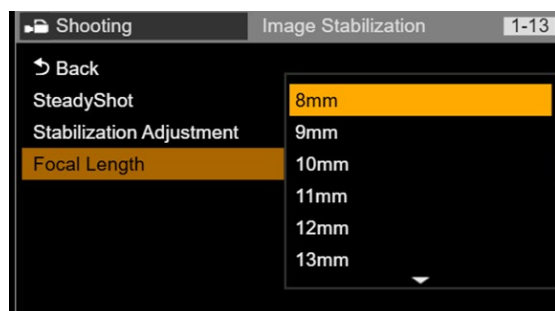 Shooting Image Stabilization 1-13
Back
SteadyShot
Stabilization Adjustment
Focal Length
8mm
9mm
10mm
11mm
12mm
13mm